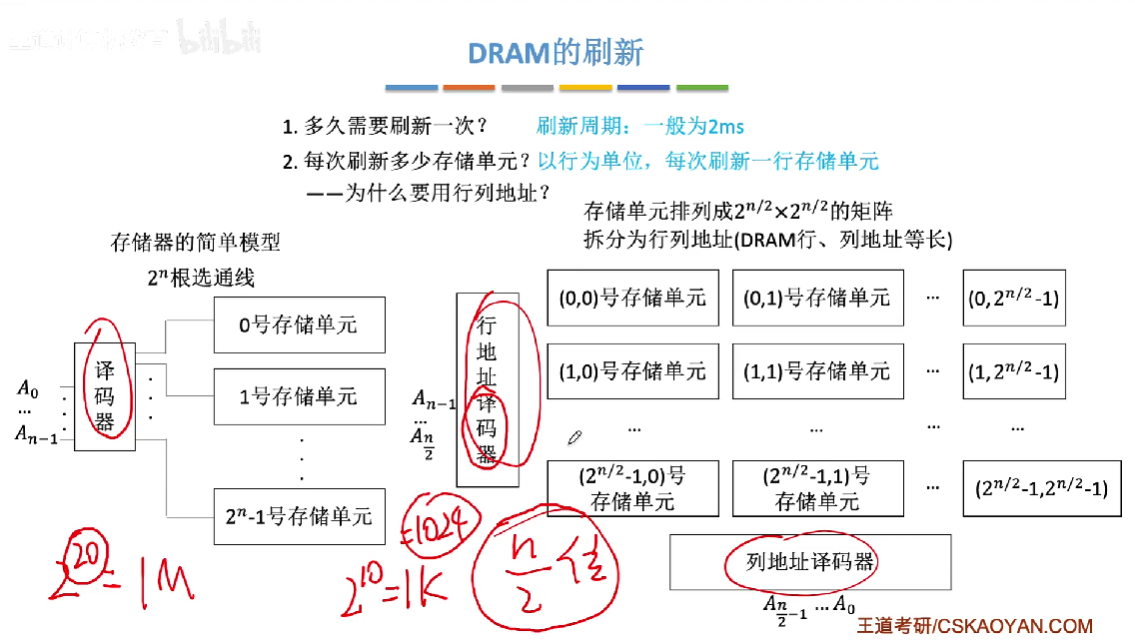 bilibili
DRAM的刷新
1. 多久需要刷新一次? 刷新周期：一般为2ms
2. 每次刷新多少存储单元? 以行为单位，每次刷新一行存储单元
——为什么要用行列地址?
存储单元排列成2^{n/2}×2^{n/2}的矩阵
拆分为行列地址(DRAM行、列地址等长)
存储器的简单模型
2^n根选通线
译码器
A_0
...
A_{n-1}
0号存储单元
1号存储单元
2^n-1号存储单元
行地址译码器
A_{n-1}
...
A_{n/2}
(0,0)号存储单元 (0,1)号存储单元 ... (0,2^{n/2}-1)
(1,0)号存储单元 (1,1)号存储单元 ... (1,2^{n/2}-1)
... ... ... ...
(2^{n/2}-1,0)号存储单元 (2^{n/2}-1,1)号存储单元 ... (2^{n/2}-1,2^{n/2}-1)
列地址译码器
A_{n/2-1} ...A_0
2^20=1M
2^10=1K
=1024
n/2 位
王道考研/CSKAOYAN.COM